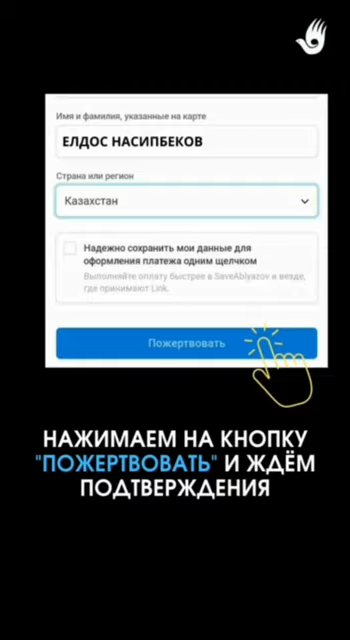 Имя и фамилия, указанные на карте
ЕЛДОС НАСИПБЕКОВ
Страна или регион
Казахстан
Надежно сохранить мои данные для
оформления платежа одним щелчком
Выполняйте оплату быстрее в SaveAblyazov и везде,
где принимают Link.
Пожертвовать
НАЖИМАЕМ НА КНОПКУ
"ПОЖЕРТВОВАТЬ" И ЖДЁМ
ПОДТВЕРЖДЕНИЯ